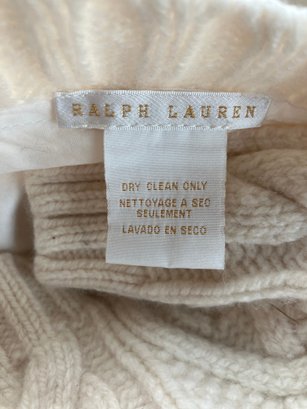 RALPH LAUREN
DRY CLEAN ONLY
NETTOYAGE A SEC
SEULEMENT
LAVADO EN SECO